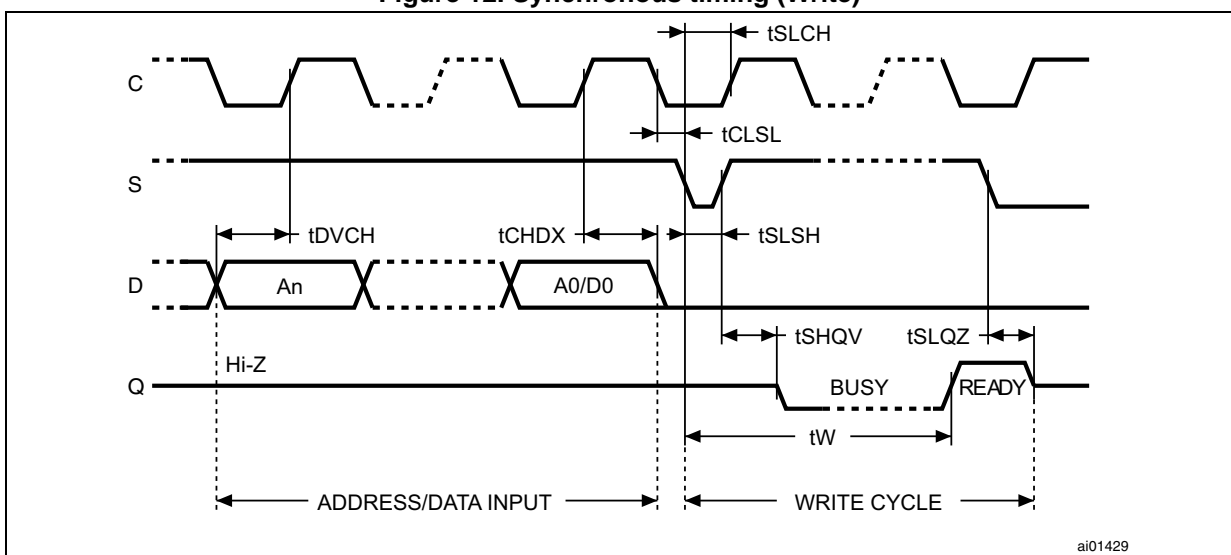 Figure 12. Synchronous timing (Write)
tSLCH
C
tCLSL
S
tDVCH
tCHDX
tSLSH
D
An
A0/D0
tSHQV
tSLQZ
Hi-Z
Q
BUSY
READY
tW
ADDRESS/DATA INPUT
WRITE CYCLE
ai01429